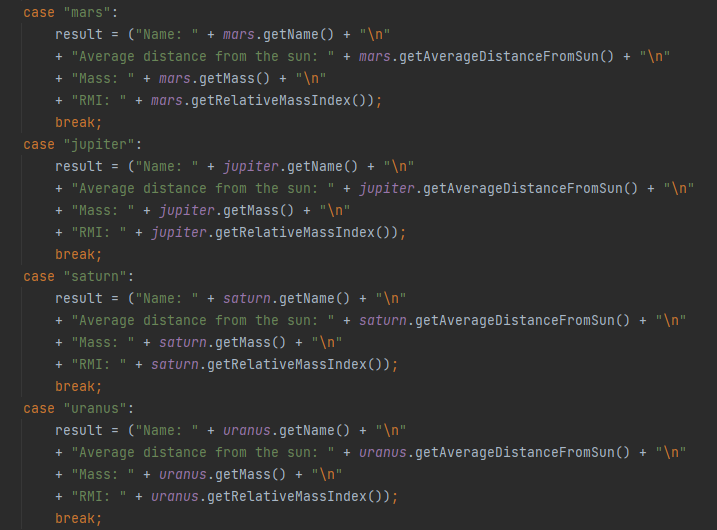 case "mars":
result = ("Name: " + mars.getName() + "\n"
+ "Average distance from the sun: " + mars.getAverageDistanceFromSun() + "\n"
+ "Mass: " + mars.getMass() + "\n"
+ "RMI: " + mars.getRelativeMassIndex());
break;
case "jupiter":
result = ("Name: " + jupiter.getName() + "\n"
+ "Average distance from the sun: " + jupiter.getAverageDistanceFromSun() + "\n"
+ "Mass: " + jupiter.getMass() + "\n"
+ "RMI: " + jupiter.getRelativeMassIndex());
break;
case "saturn":
result = ("Name: " + saturn.getName() + "\n"
+ "Average distance from the sun: " + saturn.getAverageDistanceFromSun() + "\n"
+ "Mass: " + saturn.getMass() + "\n"
+ "RMI: " + saturn.getRelativeMassIndex());
break;
case "uranus":
result = ("Name: " + uranus.getName() + "\n"
+ "Average distance from the sun: " + uranus.getAverageDistanceFromSun() + "\n"
+ "Mass: " + uranus.getMass() + "\n"
+ "RMI: " + uranus.getRelativeMassIndex());
break;